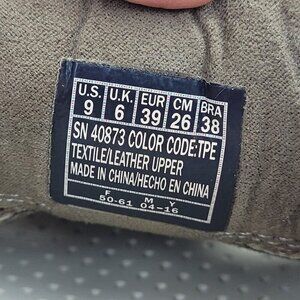 U.S. U.K. EUR CM BRA
9 6 39 26 38
SN 40873 COLOR CODE:TPE
TEXTILE/LEATHER UPPER
MADE IN CHINA/HECHO EN CHINA
F M Y
50-61 04-16